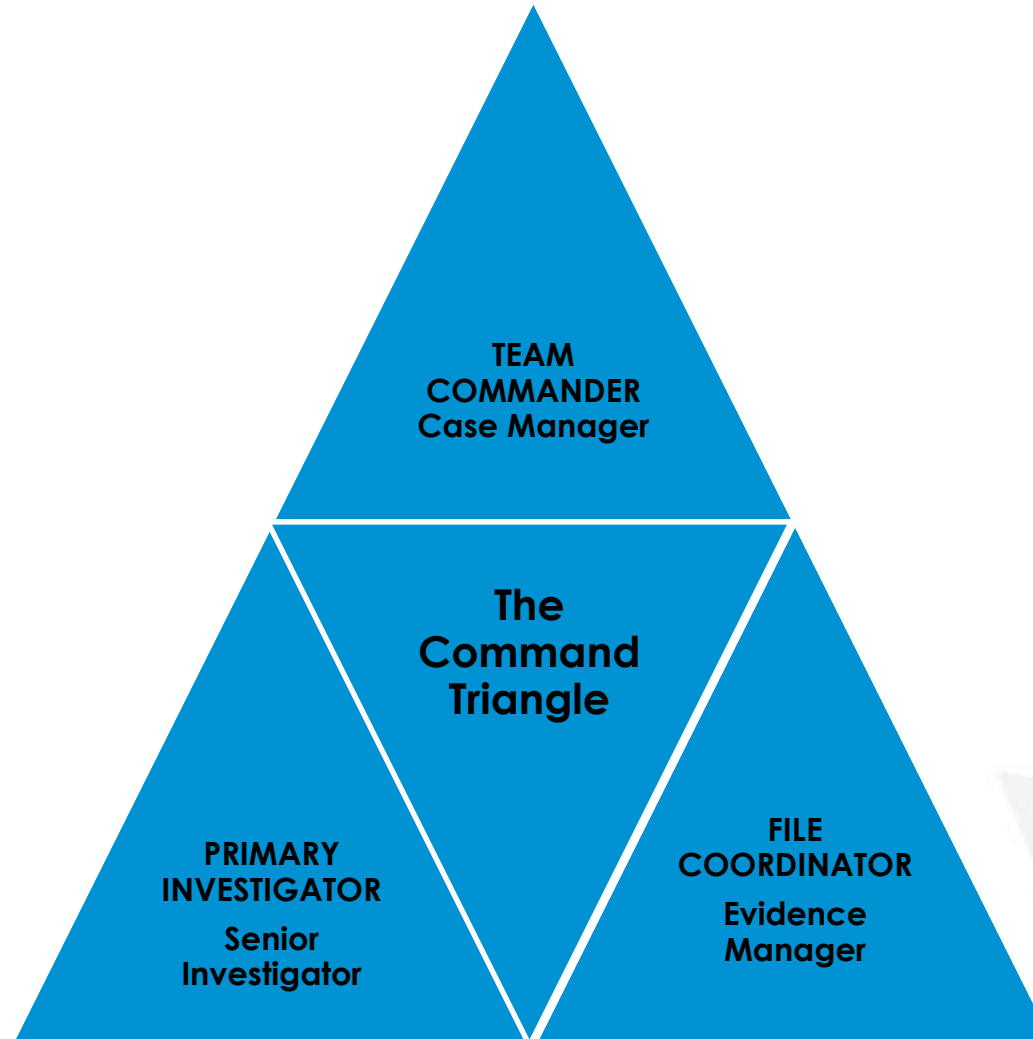 TEAM
COMMANDER
Case Manager
The
Command
Triangle
PRIMARY
INVESTIGATOR
Senior
Investigator
FILE
COORDINATOR
Evidence
Manager